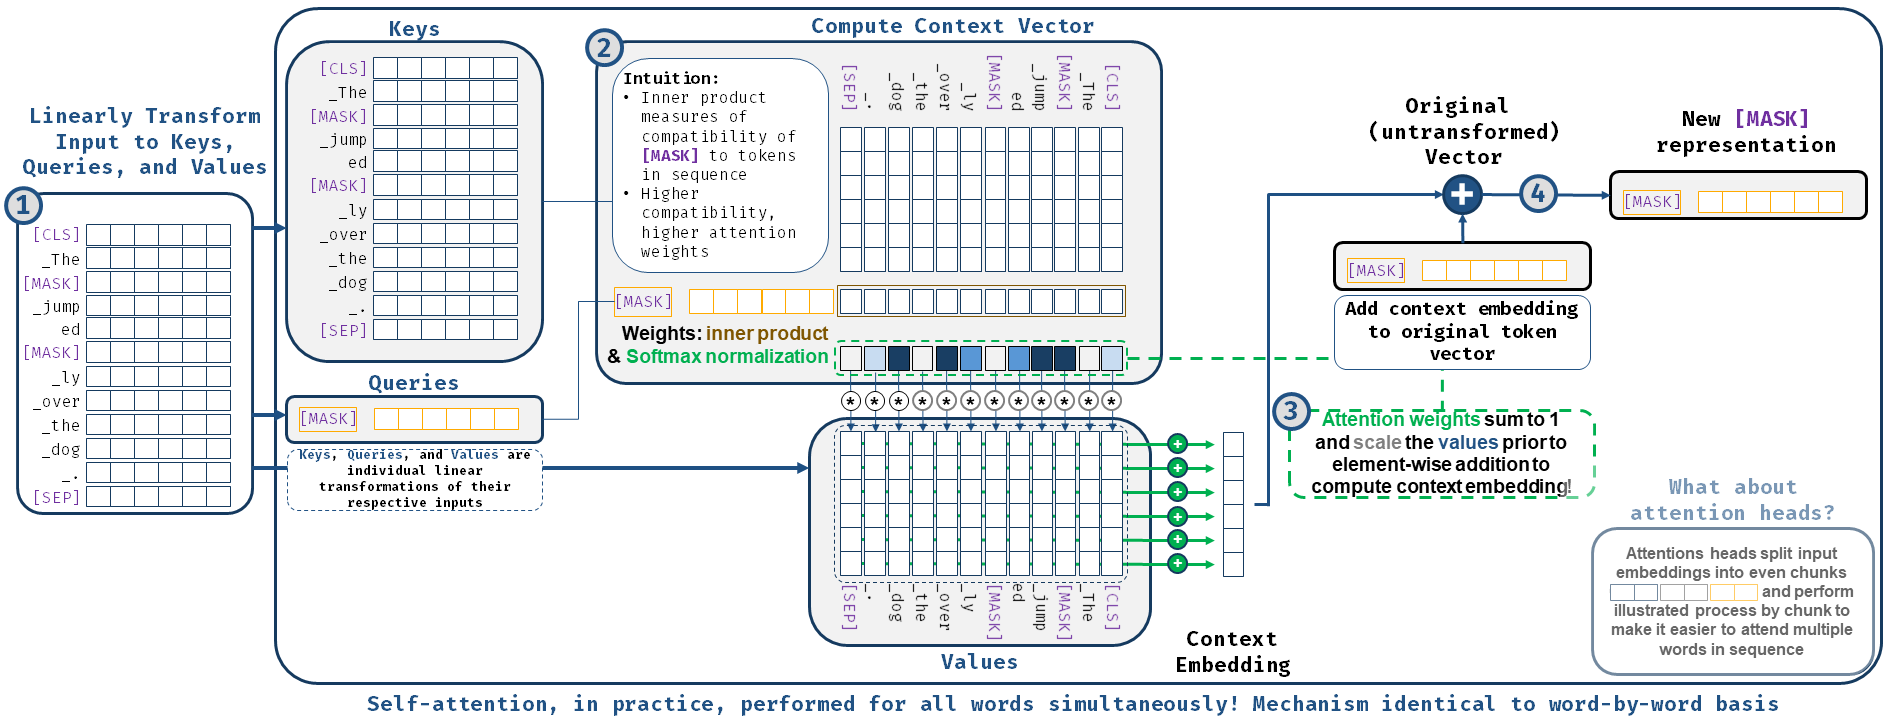 Linearly Transform
Input to Keys,
Queries, and Values
1
[CLS]
_The
[MASK]
_jump
ed
[MASK]
_ly
_over
_the
_dog
_.
[SEP]
Keys
[CLS]
_The
[MASK]
_jump
ed
[MASK]
_ly
_over
_the
_dog
_.
[SEP]
Queries
[MASK]
Keys, Queries, and Values are
individual linear
transformations of their
respective inputs
Compute Context Vector
2
Intuition:
• Inner product
measures of
compatibility of
[MASK] to tokens
in sequence
• Higher
compatibility,
higher attention
weights
[SEP]
_.
_dog
_the
_over
_ly
[MASK]
ed
_jump
[MASK]
_The
[CLS]
[MASK]
Weights: inner product
& Softmax normalization
* * * * * * * * * * * *
+
+
+
+
+
+
[SEP]
_.
_dog
_the
_over
_ly
[MASK]
ed
_jump
[MASK]
_The
[CLS]
Values
Context
Embedding
3
Attention weights sum to 1
and scale the values prior to
element-wise addition to
compute context embedding!
Original
(untransformed)
Vector
+
4
[MASK]
Add context embedding
to original token
vector
New [MASK]
representation
[MASK]
What about
attention heads?
Attentions heads split input
embeddings into even chunks
and perform
illustrated process by chunk to
make it easier to attend multiple
words in sequence
Self-attention, in practice, performed for all words simultaneously! Mechanism identical to word-by-word basis